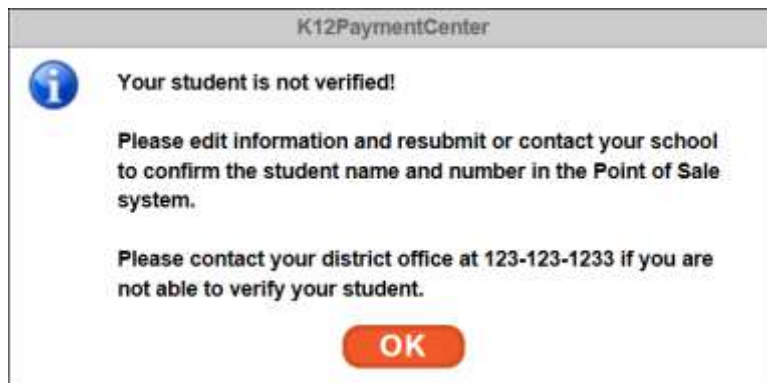 K12PaymentCenter
Your student is not verified!
Please edit information and resubmit or contact your school
to confirm the student name and number in the Point of Sale
system.
Please contact your district office at 123-123-1233 if you are
not able to verify your student.
OK